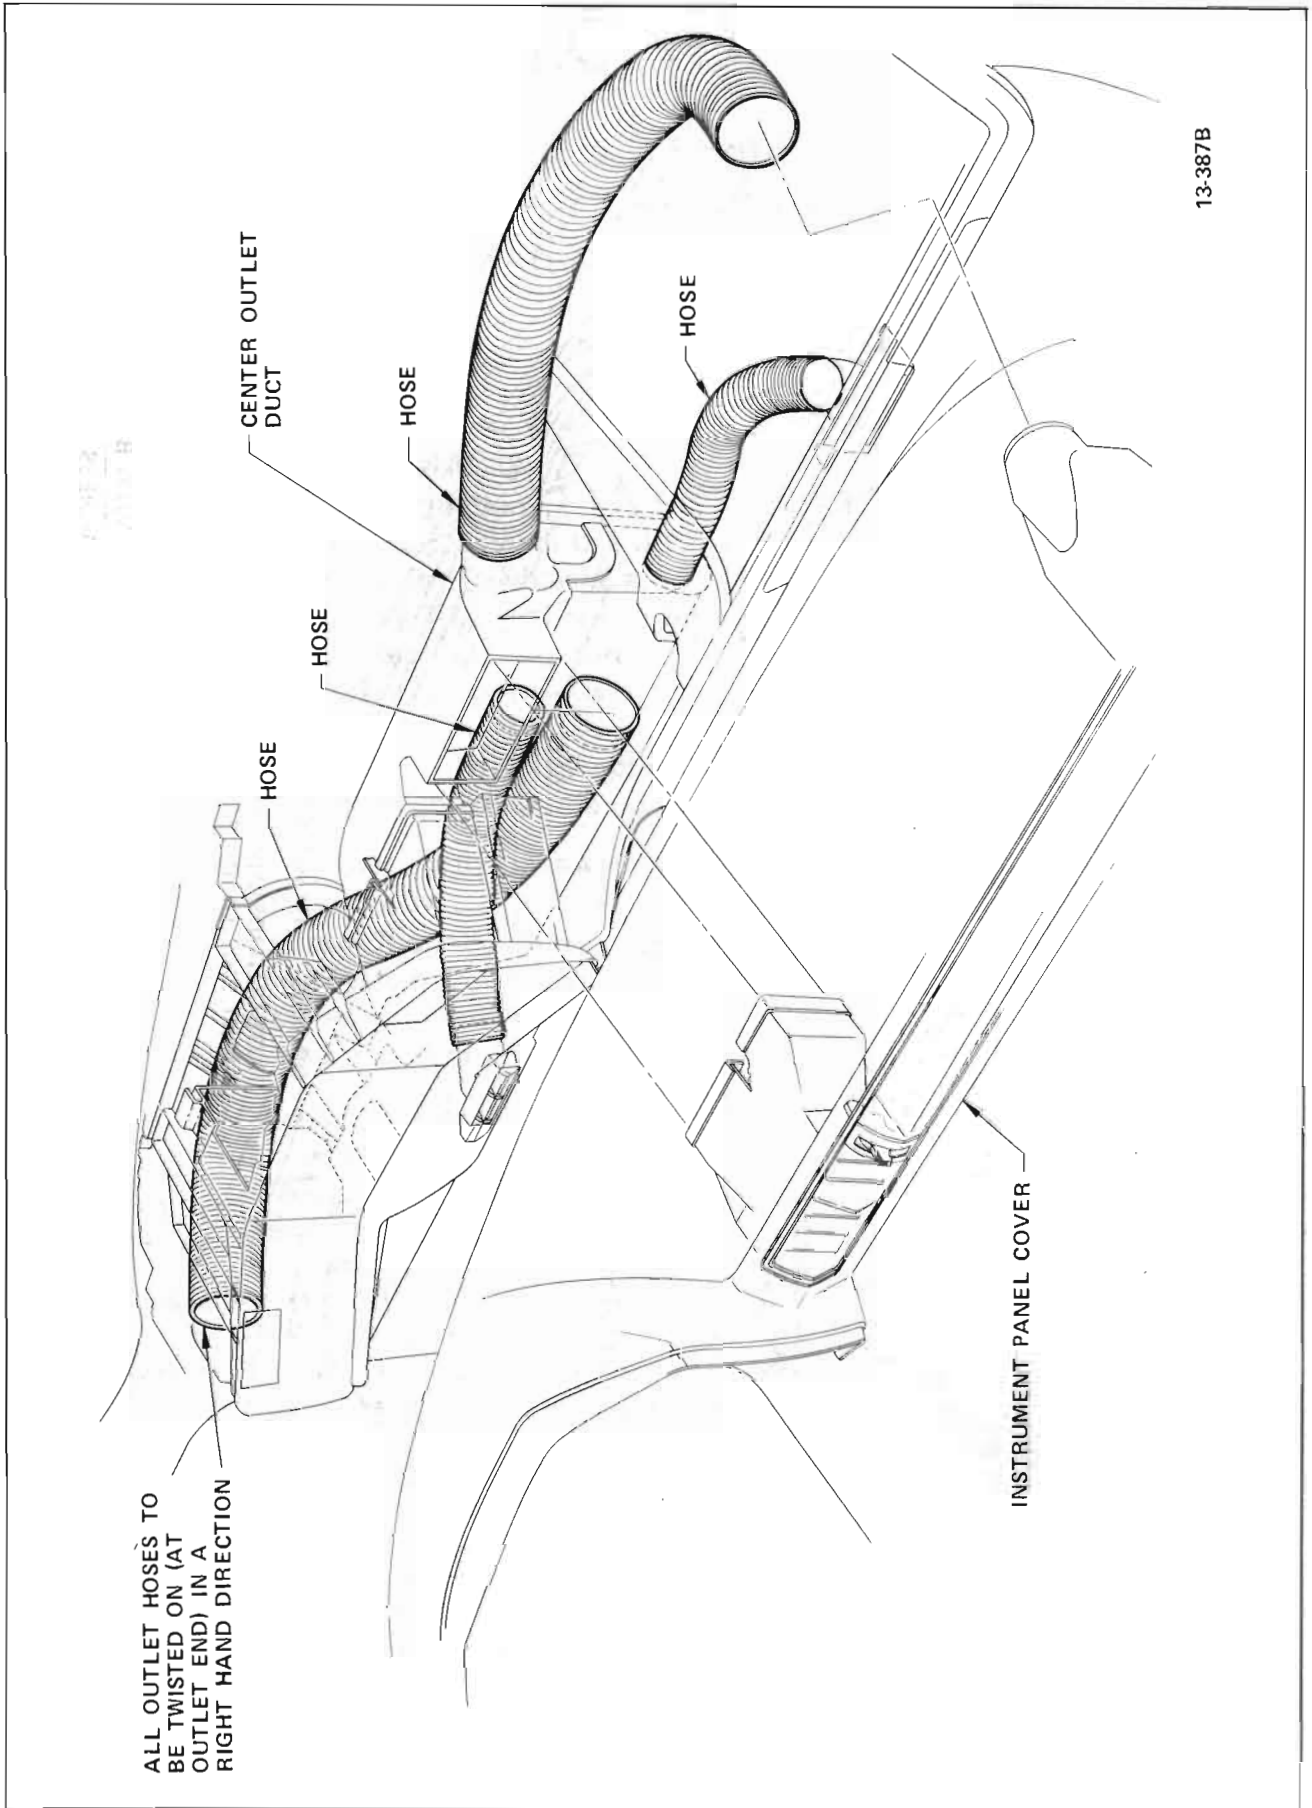 ALL OUTLET HOSES TO
BE TWISTED ON (AT
OUTLET END) IN A
RIGHT HAND DIRECTION
HOSE
HOSE
CENTER OUTLET
DUCT
HOSE
HOSE
INSTRUMENT PANEL COVER
13-387B